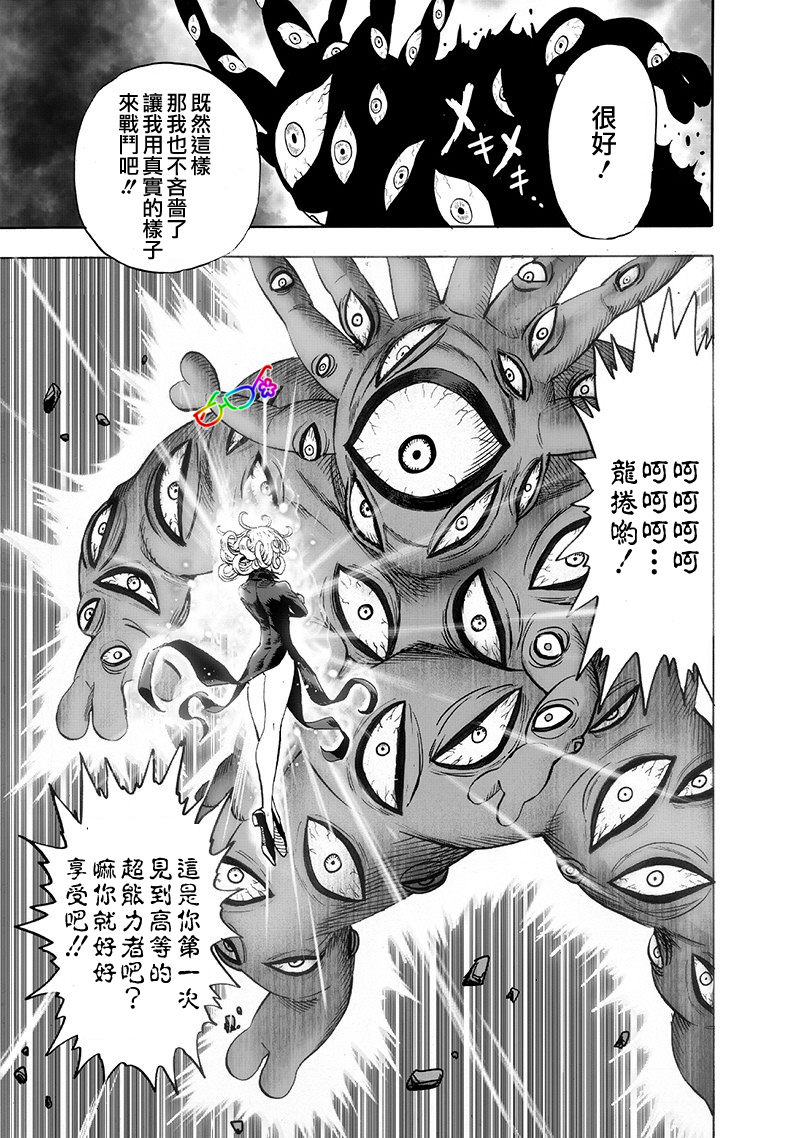 很好！
メキメキ..
既然這樣
那我也不吝嗇了
讓我用真實的樣子
來戰鬥吧!!
呵呵呵呵
呵呵呵…
龍捲喲！
這是你第一次
見到高等的
超能力者吧？
嘛你就好好
享受吧!!